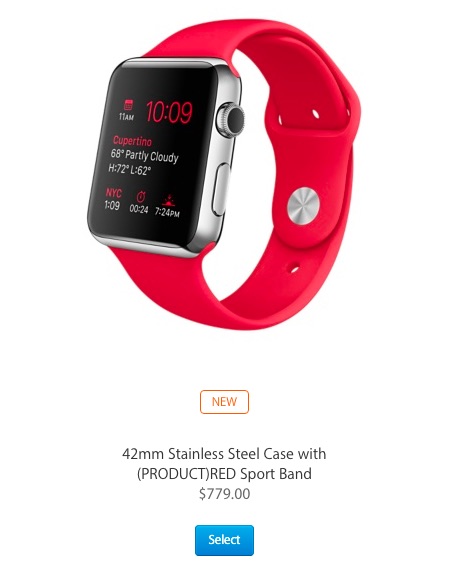 10:09
11AM
Cupertino
68° Partly Cloudy
H:72° L:62°
NYC
1:09 00:24 7:24PM
NEW
42mm Stainless Steel Case with
(PRODUCT)RED Sport Band
$779.00
Select